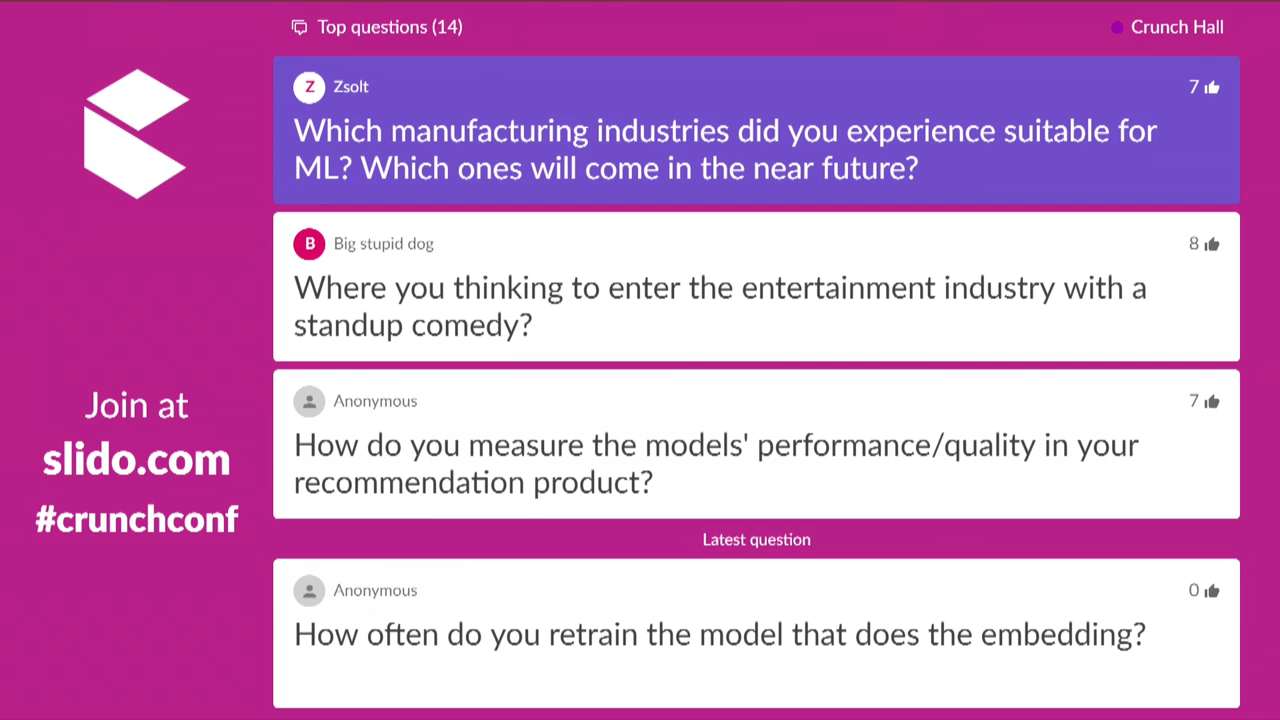 Top questions (14)
Crunch Hall
Z
Zsolt
7
Which manufacturing industries did you experience suitable for
ML? Which ones will come in the near future?
B
Big stupid dog
8
Where you thinking to enter the entertainment industry with a
standup comedy?
Anonymous
7
How do you measure the models' performance/quality in your
recommendation product?
Latest question
Anonymous
0
How often do you retrain the model that does the embedding?
Join at
slido.com
#crunchconf